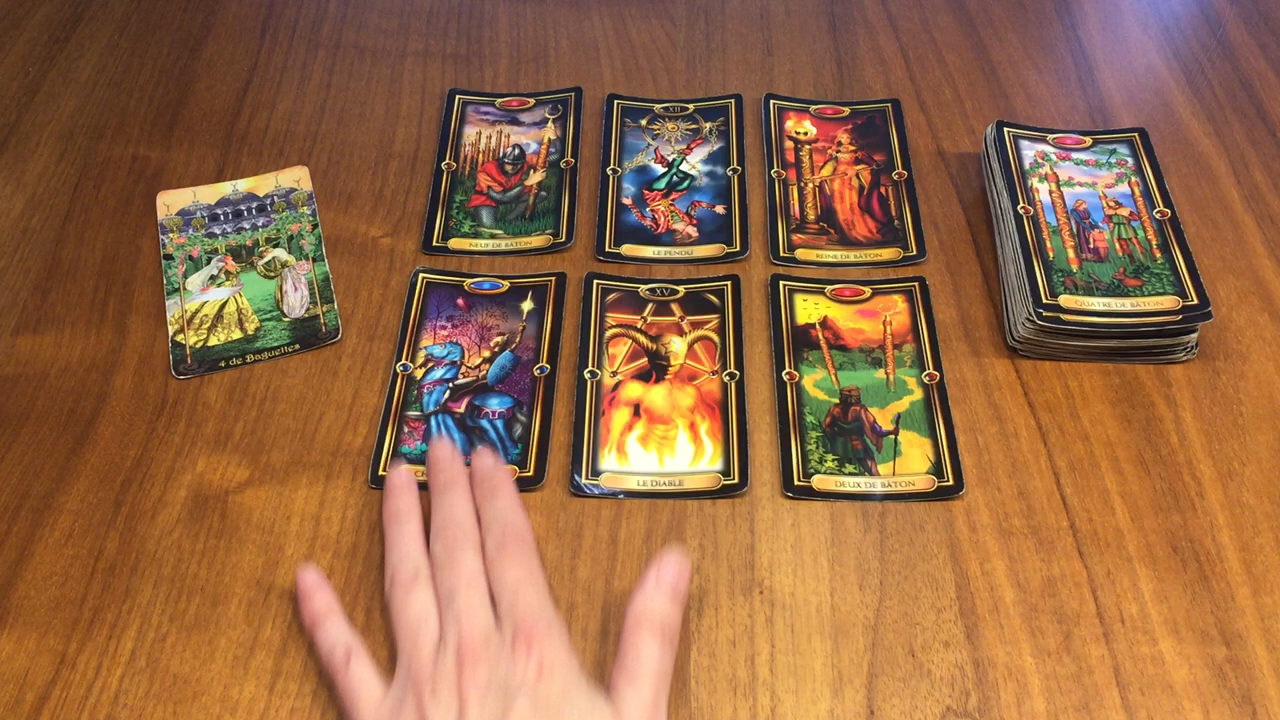 NEUF DE BÂTON
XII
LE PENDU
REINE DE BÂTON
QUATRE DE BÂTON
4 de Baguettes
XV
LE DIABLE
DEUX DE BÂTON